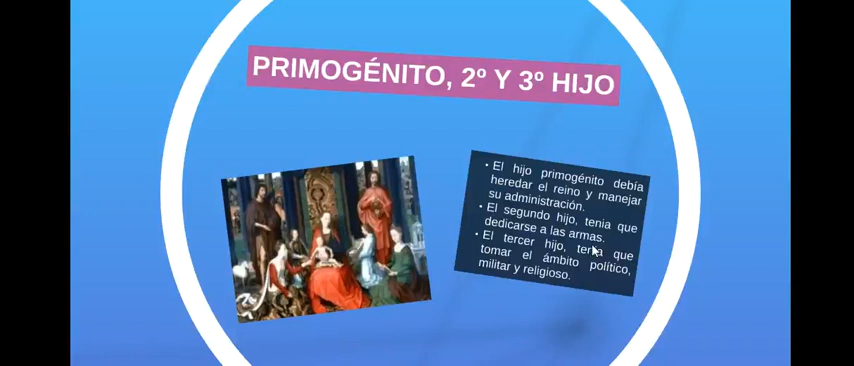 PRIMOGÉNITO, 2º Y 3º HIJO
• El hijo primogénito debía
heredar el reino y manejar
su administración.
• El segundo hijo, tenia que
dedicarse a las armas.
• El tercer hijo, tenia que
tomar el ámbito político,
militar y religioso.